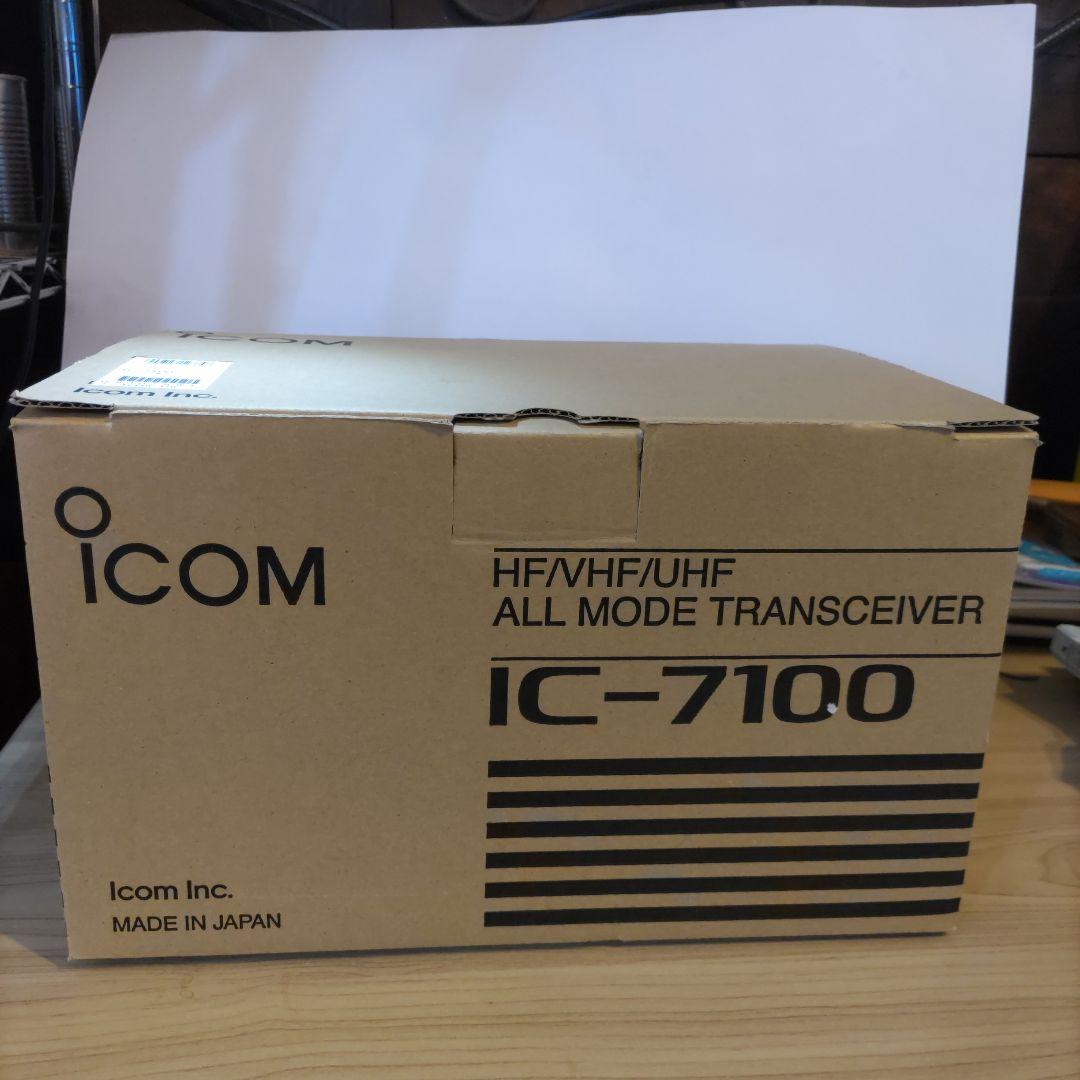 ICOM
Icom Inc.
ICOM
HF/VHF/UHF
ALL MODE TRANSCEIVER
IC-7100
Icom Inc.
MADE IN JAPAN